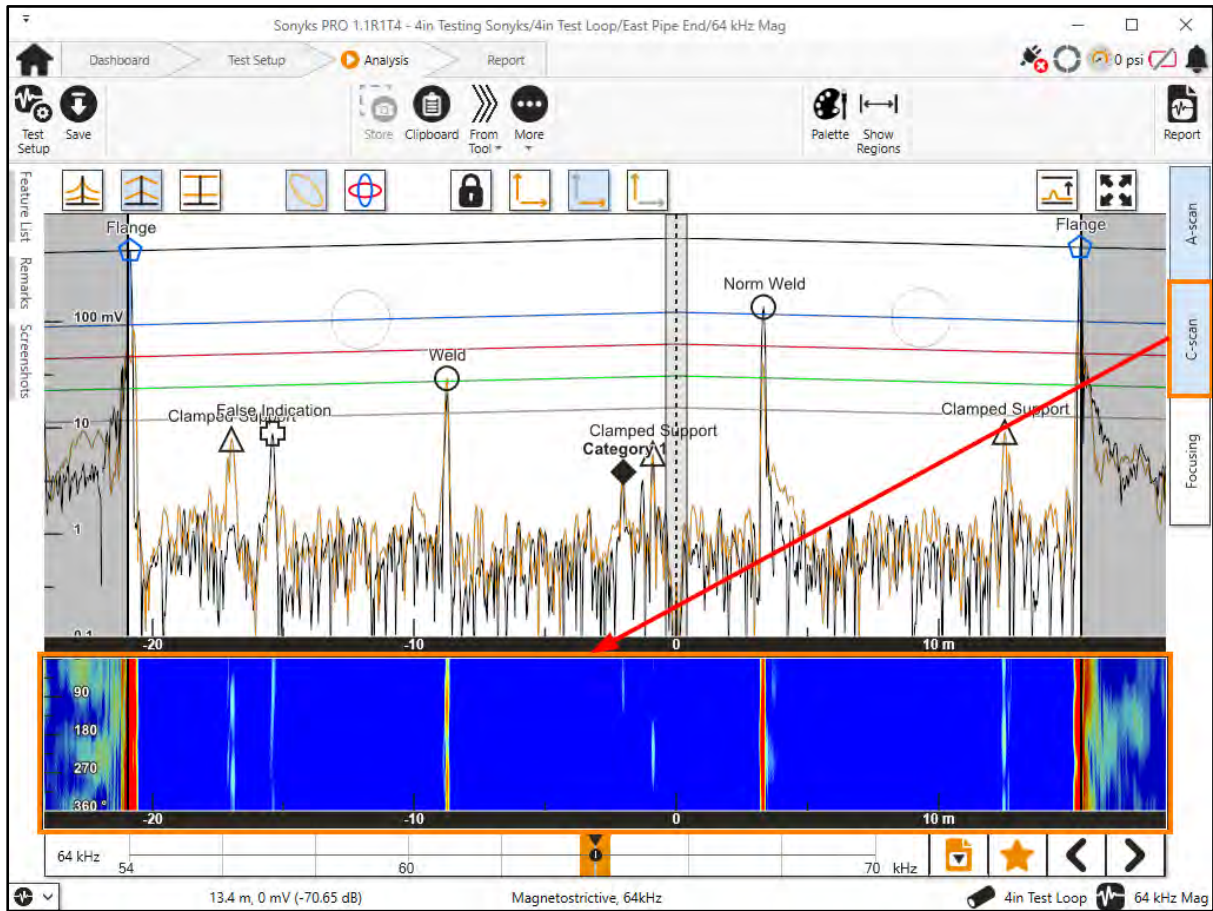 Sonyks PRO 1.1R1T4 - 4in Testing Sonyks/4in Test Loop/East Pipe End/64 kHz Mag
Dashboard Test Setup Analysis Report
0 psi
Test Setup
Save
Store
Clipboard
From Tool
More
Palette
Show Regions
Report
Feature List
Remarks
Screenshots
A-scan
C-scan
Focusing
Flange
Flange
Norm Weld
100 mV
Weld
Clamped Support
False Indication
Clamped Support
10
Clamped Support
Category 1
1
0.1
-20 -10 0 10 m
90
180
270
360 °
-20 -10 0 10 m
64 kHz
54 60 70 kHz
13.4 m, 0 mV (-70.65 dB)
Magnetostrictive, 64kHz
4in Test Loop
64 kHz Mag